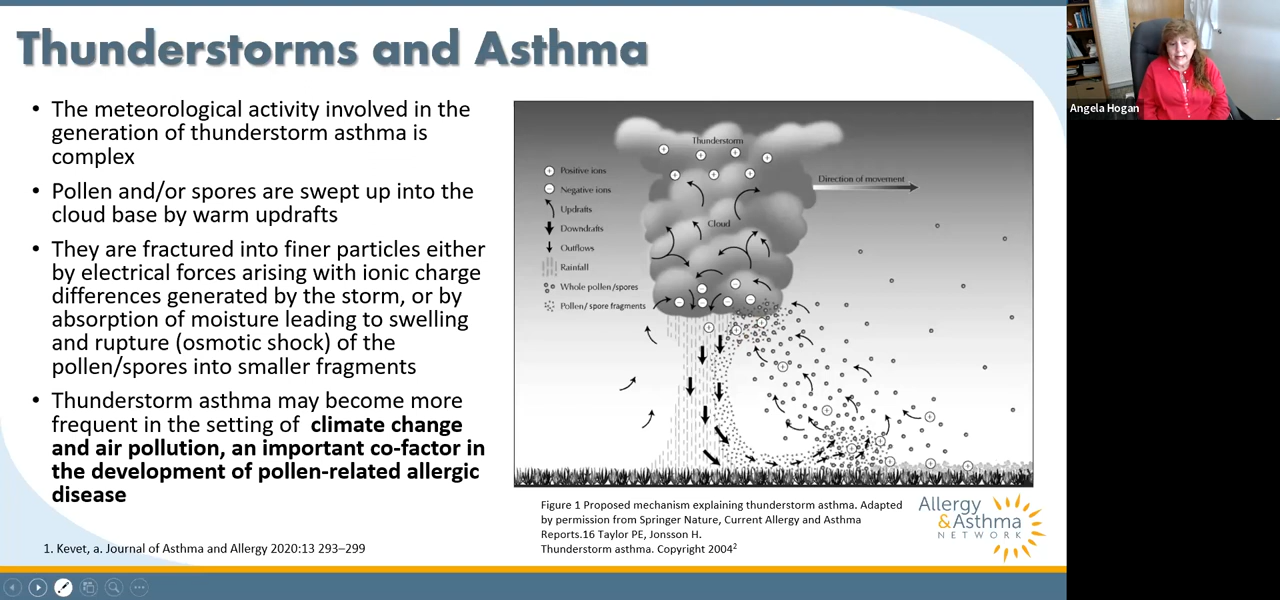 Thunderstorms and Asthma
• The meteorological activity involved in the
generation of thunderstorm asthma is
complex
• Pollen and/or spores are swept up into the
cloud base by warm updrafts
• They are fractured into finer particles either
by electrical forces arising with ionic charge
differences generated by the storm, or by
absorption of moisture leading to swelling
and rupture (osmotic shock) of the
pollen/spores into smaller fragments
• Thunderstorm asthma may become more
frequent in the setting of climate change
and air pollution, an important co-factor in
the development of pollen-related allergic
disease
1. Kevet, a. Journal of Asthma and Allergy 2020:13 293–299
Thunderstorm
Positive ions
Negative ions
Updrafts
Downdrafts
Outflows
Rainfall
Whole pollen/spores
Pollen/ spore fragments
Cloud
Direction of movement
Figure 1 Proposed mechanism explaining thunderstorm asthma. Adapted
by permission from Springer Nature, Current Allergy and Asthma
Reports.16 Taylor PE, Jonsson H.
Thunderstorm asthma. Copyright 2004²
Allergy
&Asthma
NETWORK
Angela Hogan